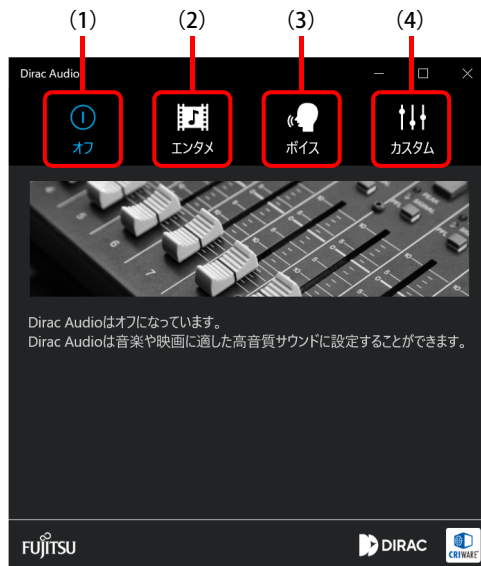 (1) (2) (3) (4)
Dirac Audio
オフ エンタメ ボイス カスタム
Dirac Audioはオフになっています。
Dirac Audioは音楽や映画に適した高音質サウンドに設定することができます。
FUJITSU DIRAC CRIWARE